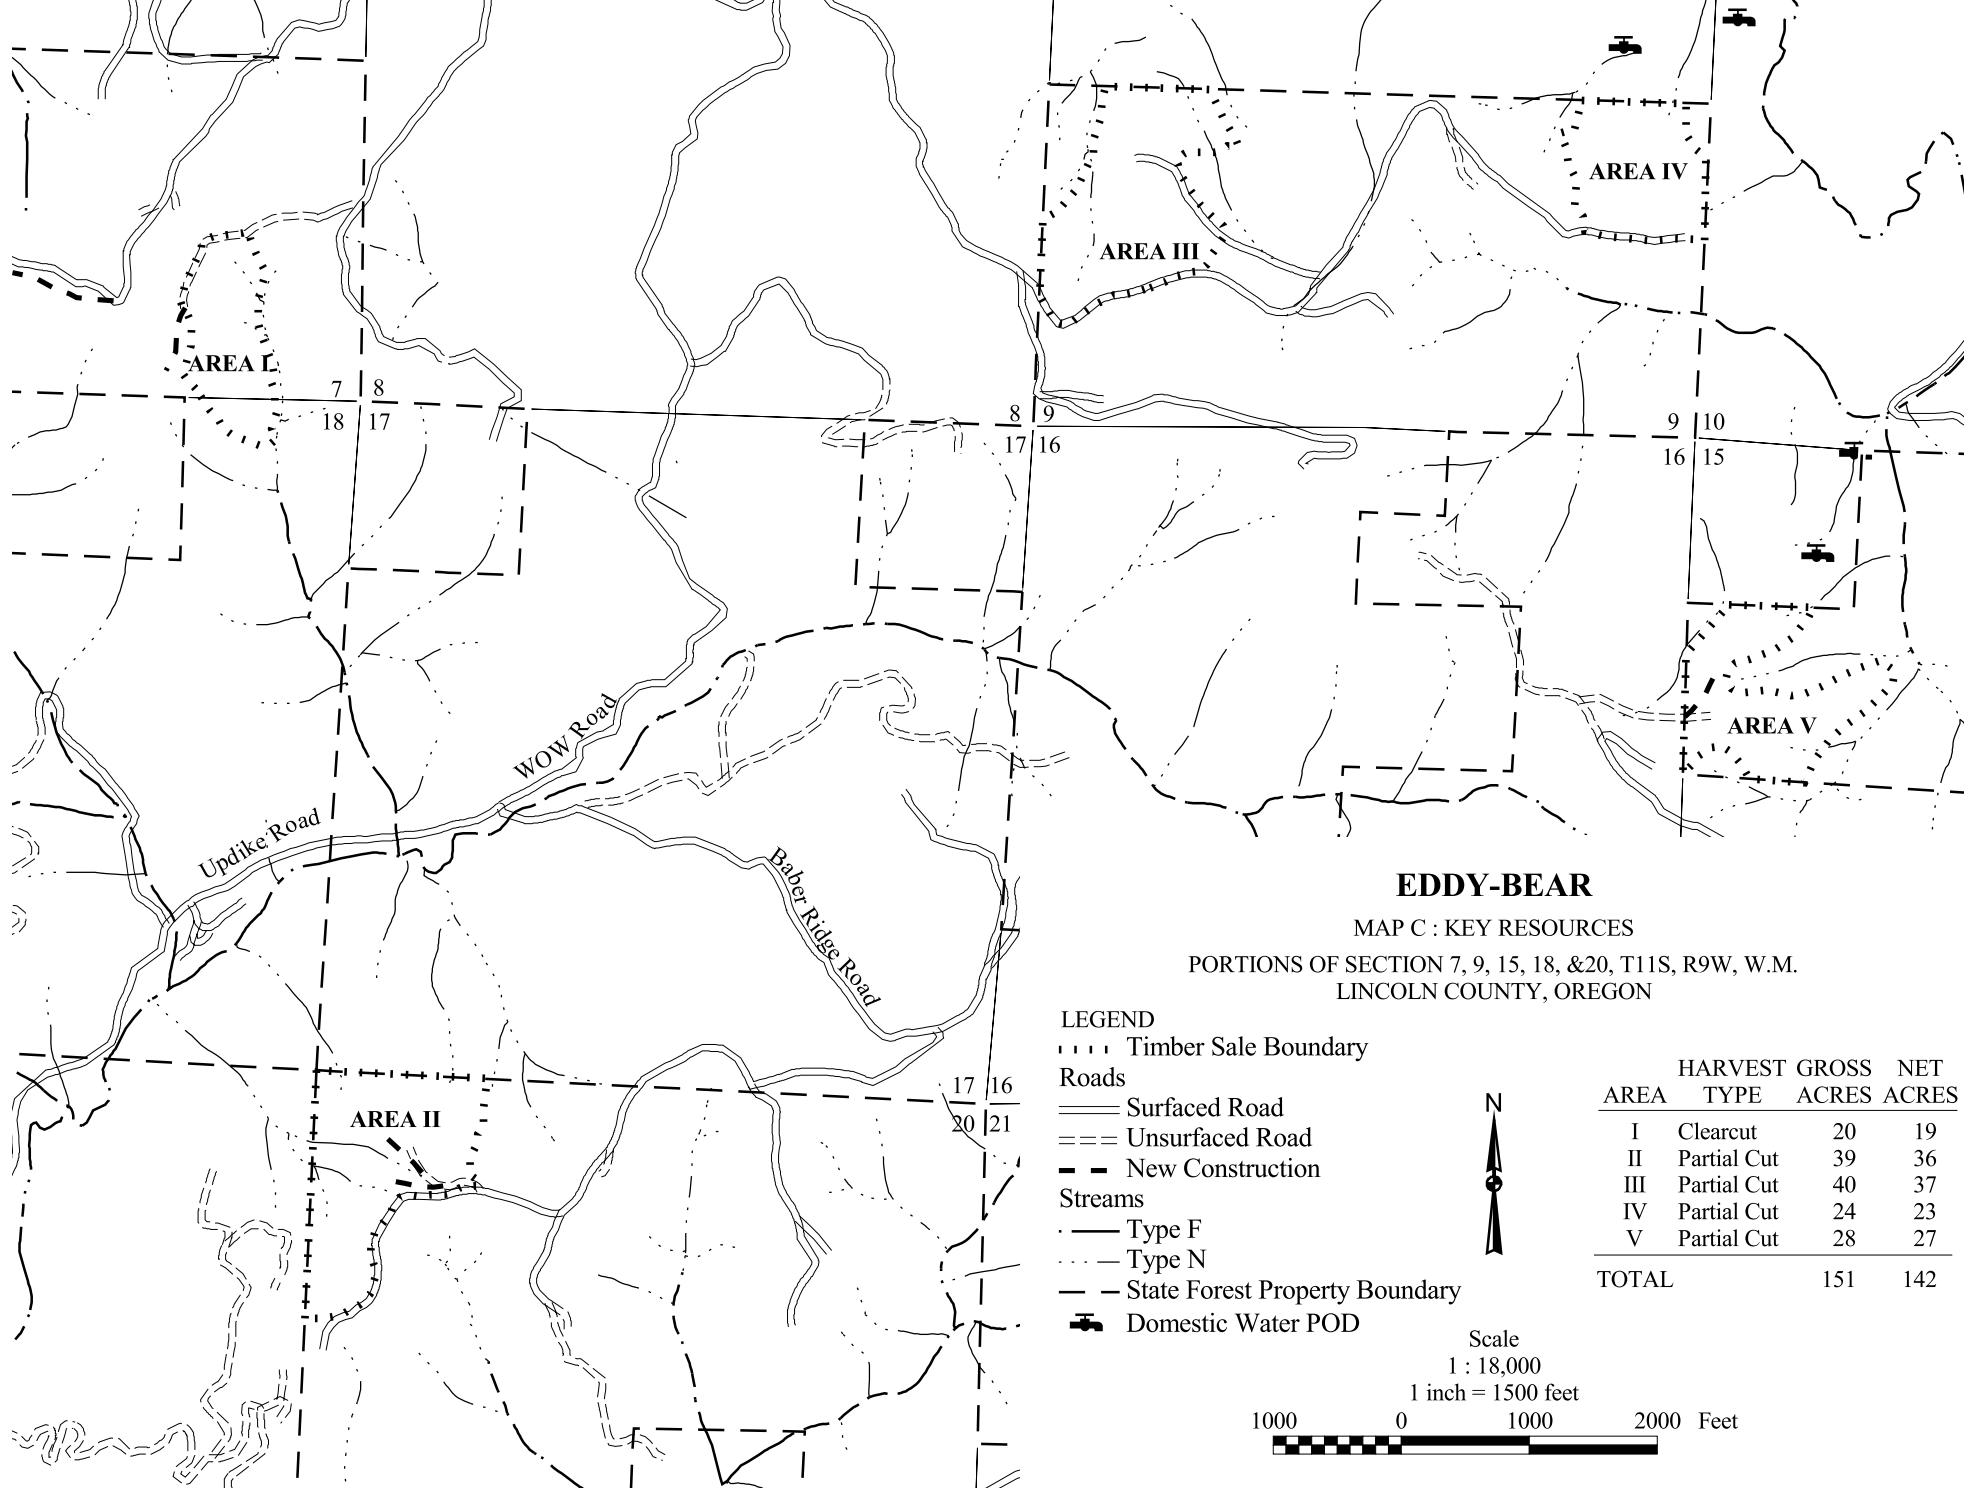 AREA IV
AREA III
AREA I
7 8
18 17
8 9
17 16
9 10
16 15
WOW Road
AREA V
Updike Road
Baber Ridge Road
17 16
20 21
AREA II
EDDY-BEAR
MAP C : KEY RESOURCES
PORTIONS OF SECTION 7, 9, 15, 18, &20, T11S, R9W, W.M.
LINCOLN COUNTY, OREGON
LEGEND
Timber Sale Boundary
Roads
Surfaced Road
Unsurfaced Road
New Construction
Streams
Type F
Type N
State Forest Property Boundary
Domestic Water POD
N
HARVEST GROSS NET
AREA TYPE ACRES ACRES
I Clearcut 20 19
II Partial Cut 39 36
III Partial Cut 40 37
IV Partial Cut 24 23
V Partial Cut 28 27
TOTAL 151 142
Scale
1 : 18,000
1 inch = 1500 feet
1000 0 1000 2000 Feet